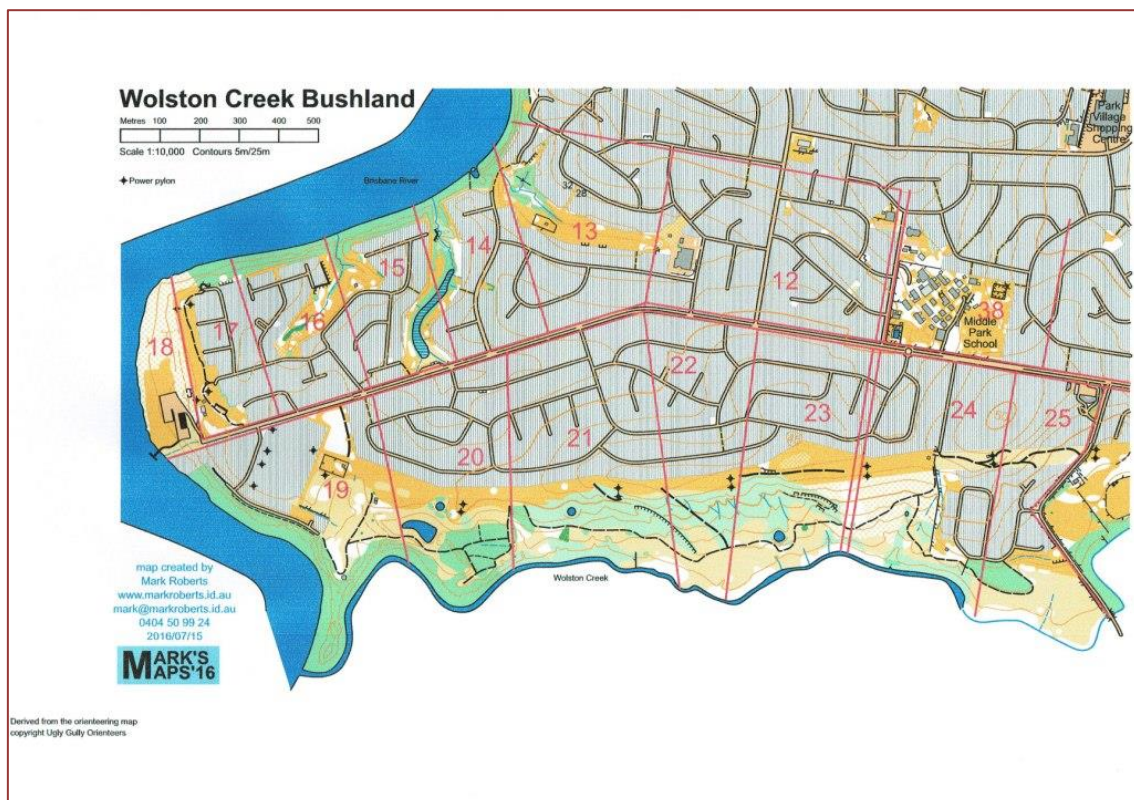 Wolston Creek Bushland
Metres 100 200 300 400 500
Scale 1:10,000 Contours 5m/25m
Power pylon
Brisbane River
Park
Village
Shopping
Centre
32
28
13
14
15
12
16
17
18
38
Middle
Park
School
22
23
24
25
21
20
19
Wolston Creek
map created by
Mark Roberts
www.markroberts.id.au
mark@markroberts.id.au
0404 50 99 24
2016/07/15
MARK'S
MAPS'16
Derived from the orienteering map
copyright Ugly Gully Orienteers